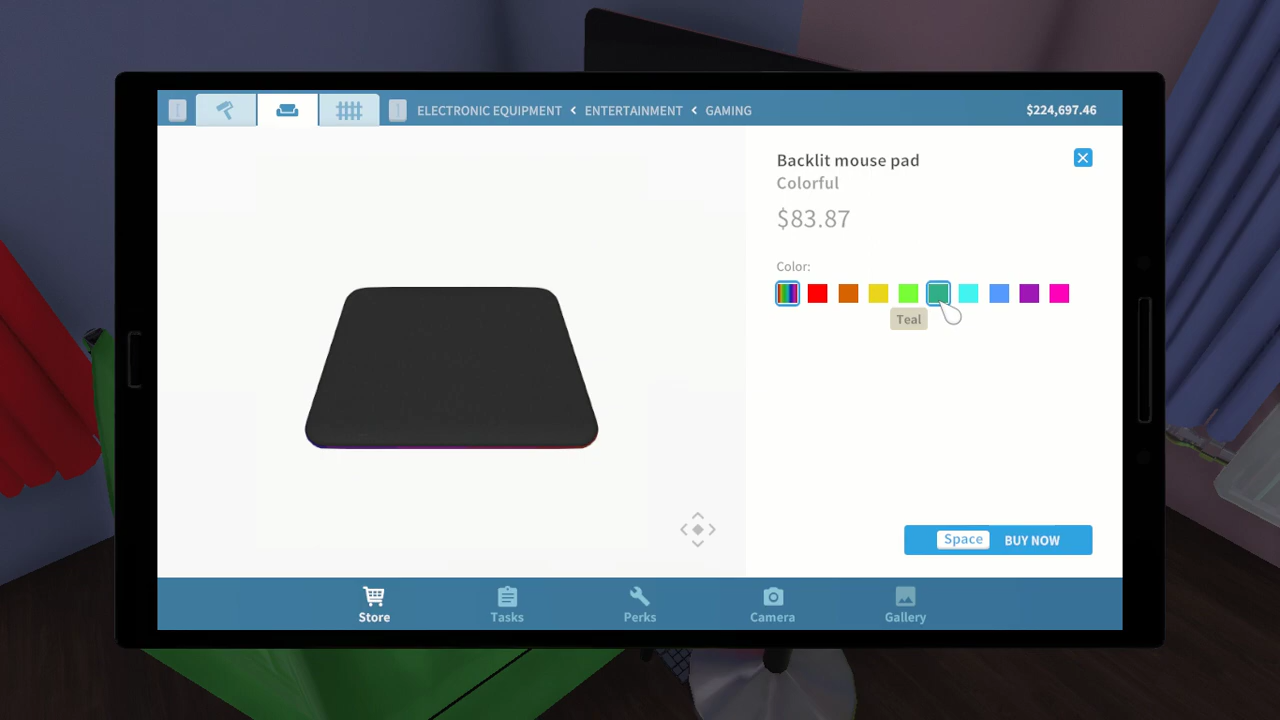 ELECTRONIC EQUIPMENT < ENTERTAINMENT < GAMING
$224,697.46
Backlit mouse pad
Colorful
$83.87
Color:
Teal
Space BUY NOW
Store
Tasks
Perks
Camera
Gallery